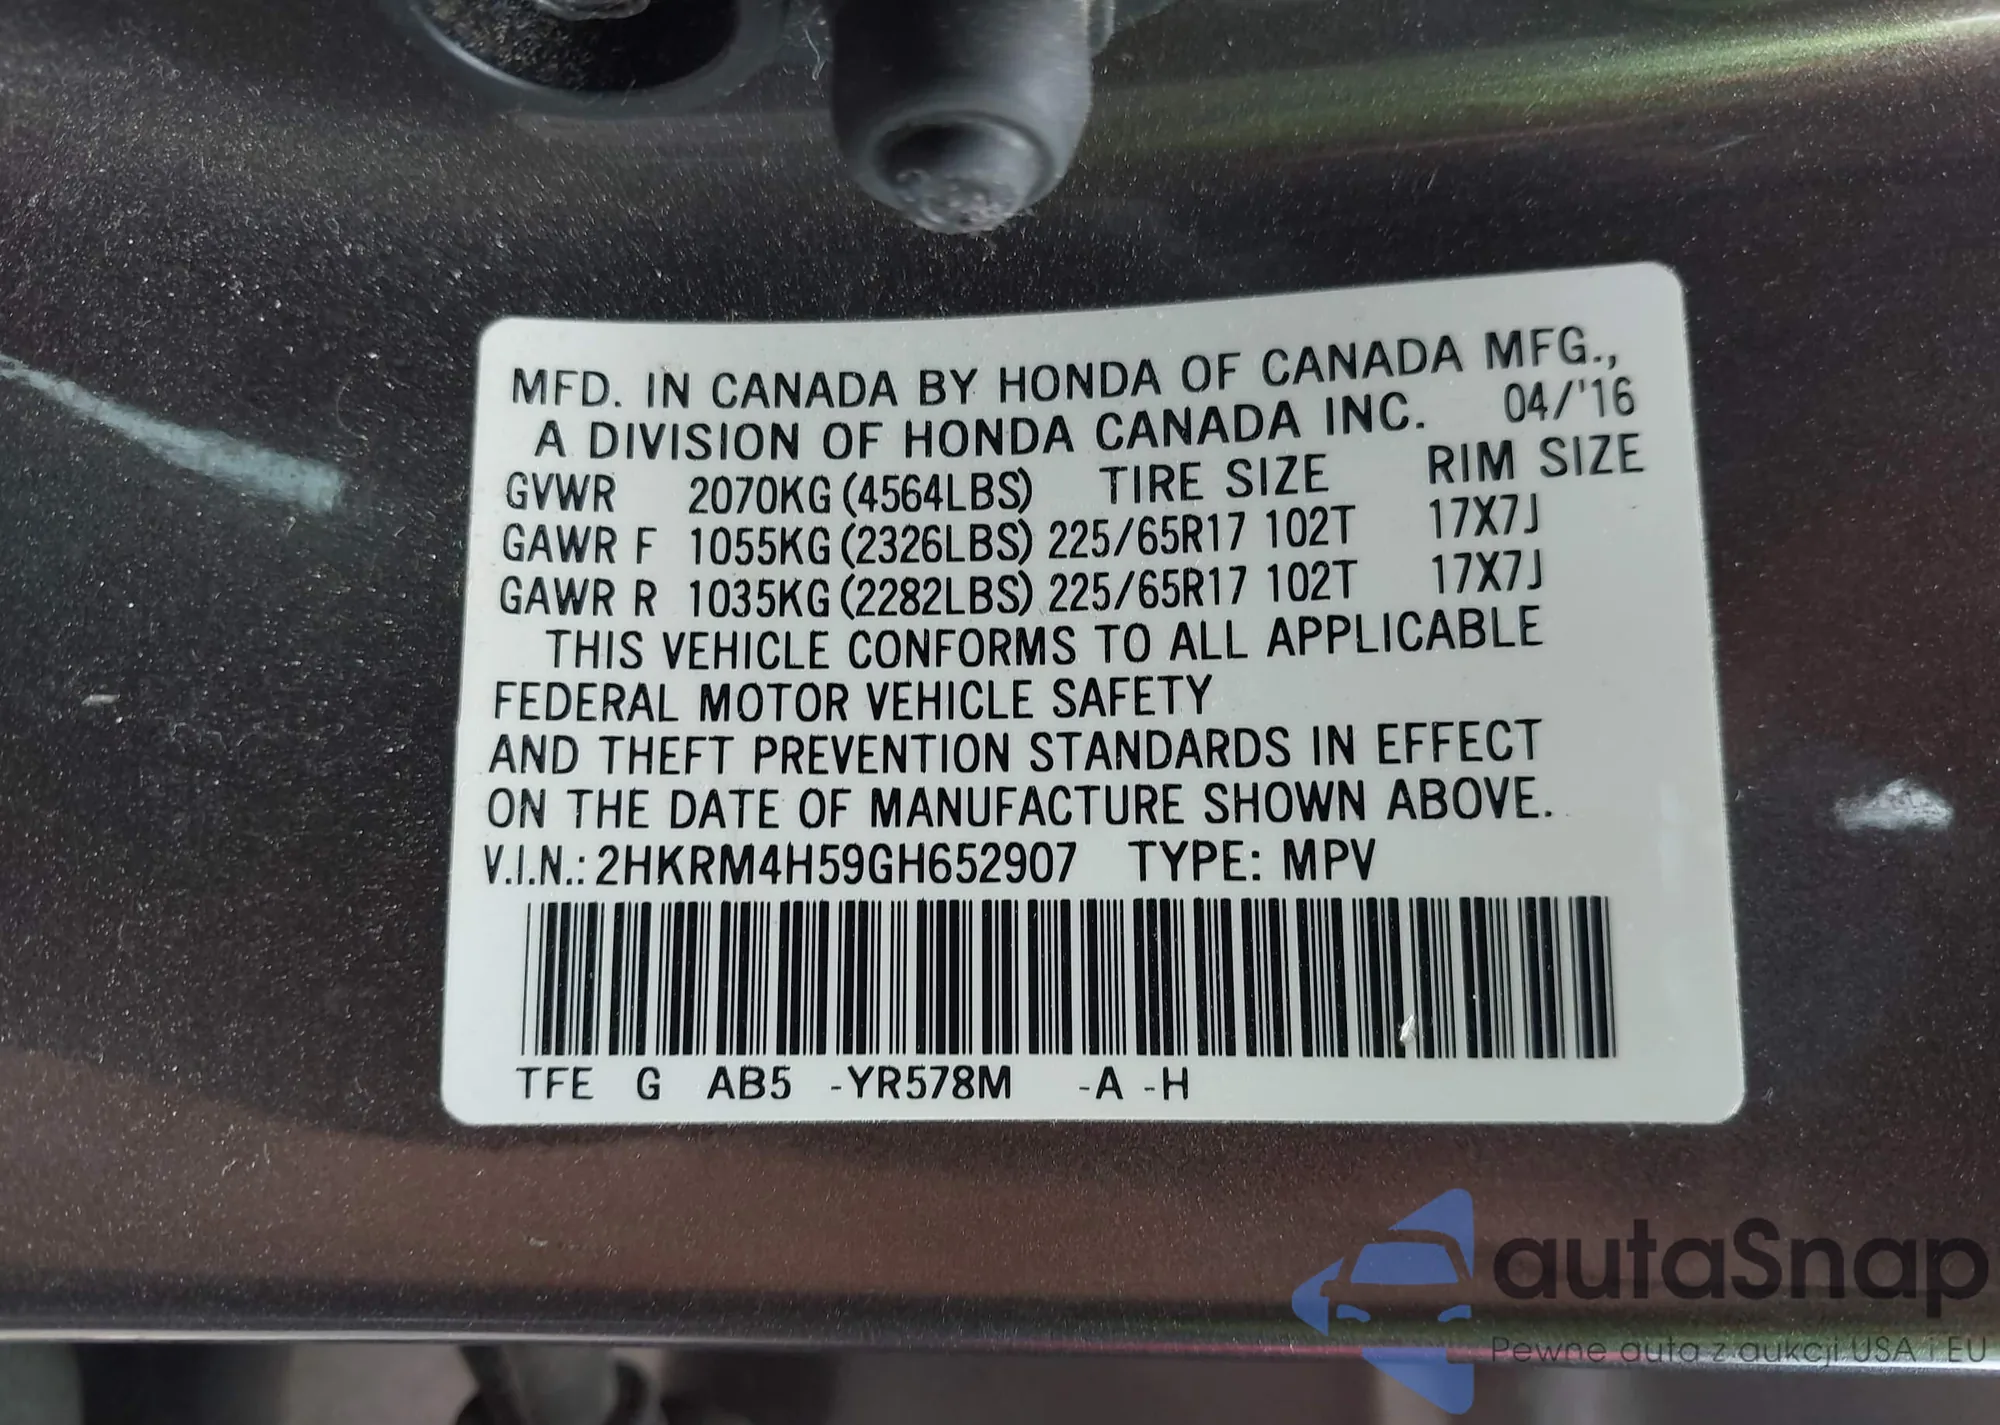 MFD. IN CANADA BY HONDA OF CANADA MFG.,
A DIVISION OF HONDA CANADA INC. 04/'16
GVWR 2070KG (4564LBS) TIRE SIZE RIM SIZE
GAWR F 1055KG (2326LBS) 225/65R17 102T 17X7J
GAWR R 1035KG (2282LBS) 225/65R17 102T 17X7J
THIS VEHICLE CONFORMS TO ALL APPLICABLE
FEDERAL MOTOR VEHICLE SAFETY
AND THEFT PREVENTION STANDARDS IN EFFECT
ON THE DATE OF MANUFACTURE SHOWN ABOVE.
V.I.N.: 2HKRM4H59GH652907 TYPE: MPV
TFE G AB5 -YR578M -A -H
autaSnap
Pewne auta z aukcji USA i EU